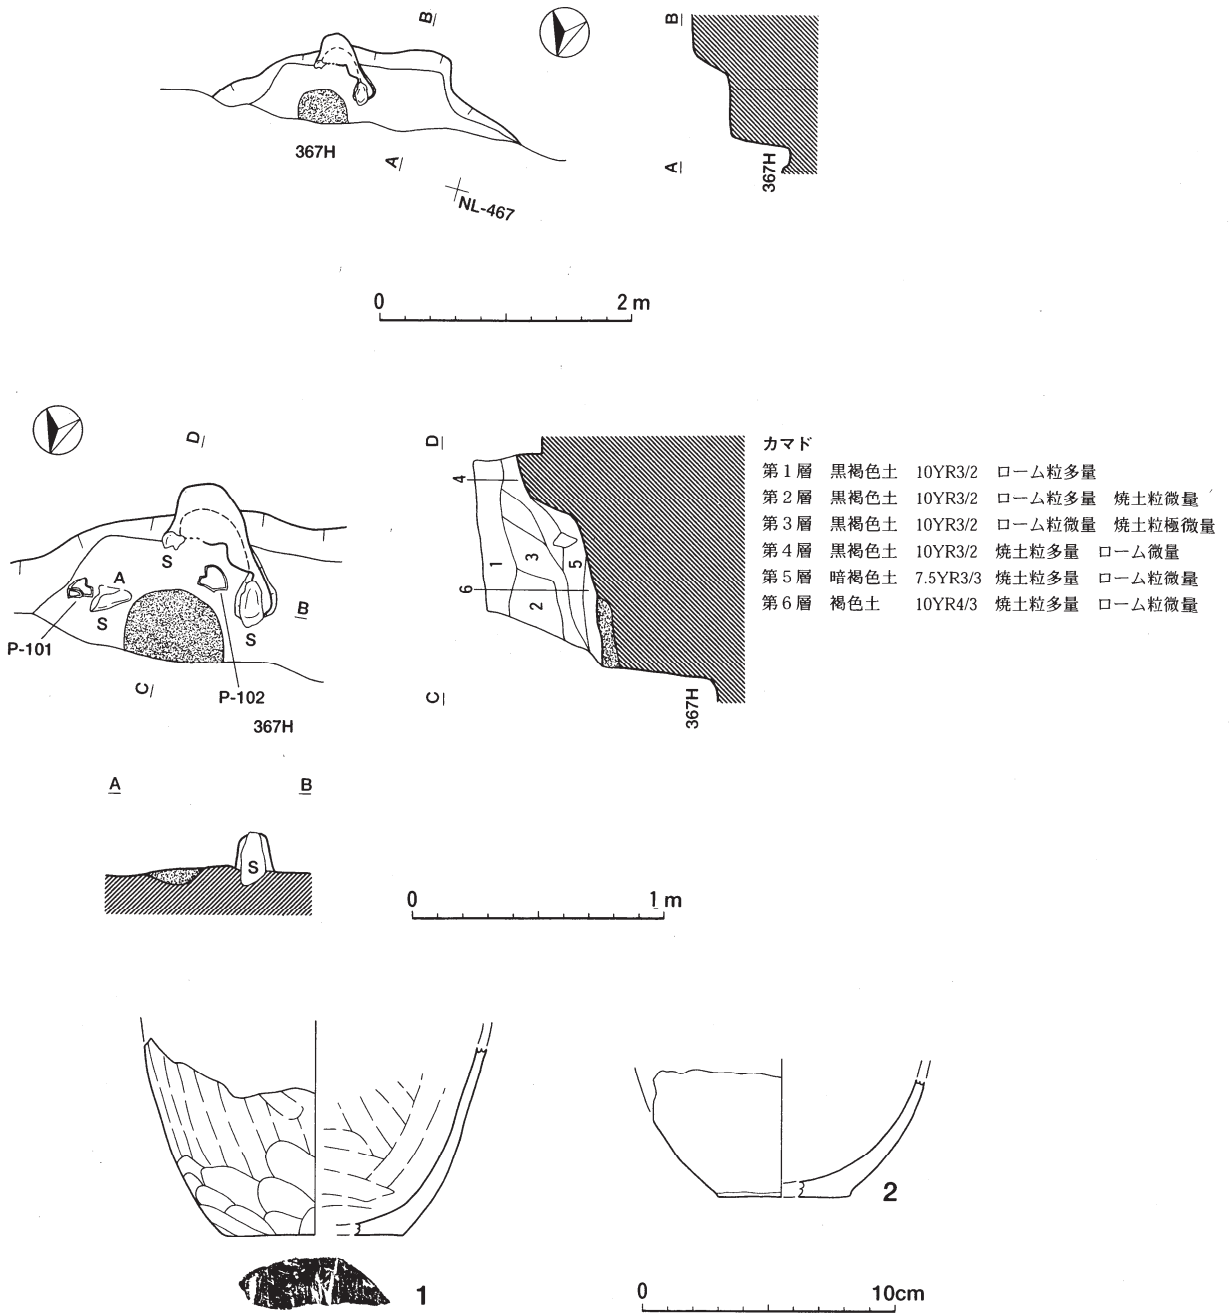 B
B
367H
A
A
367H
NL-467
0 2m
D
D
カマド
第1層 黒褐色土 10YR3/2 ローム粒多量
第2層 黒褐色土 10YR3/2 ローム粒多量 焼土粒微量
第3層 黒褐色土 10YR3/2 ローム粒微量 焼土粒極微量
第4層 黒褐色土 10YR3/2 焼土粒多量 ローム微量
第5層 暗褐色土 7.5YR3/3 焼土粒多量 ローム粒微量
第6層 褐色土 10YR4/3 焼土粒多量 ローム粒微量
4
S
A
1
3
5
6
2
S
B
S
P-101
C
P-102
C
367H
367H
A B
S
0 1m
1
2
0 10cm